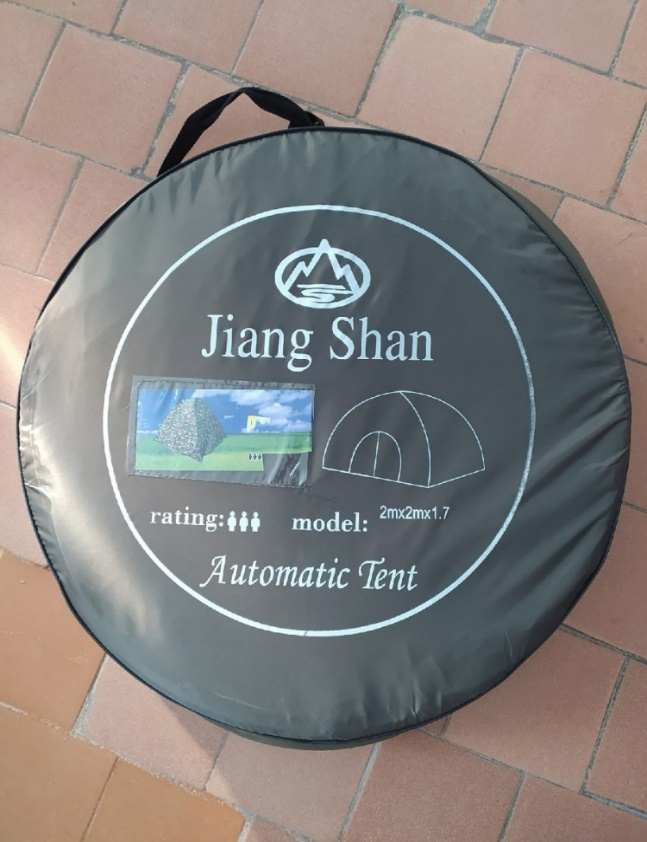 Jiang Shan
rating: model: 2mx2mx1.7
Automatic Tent